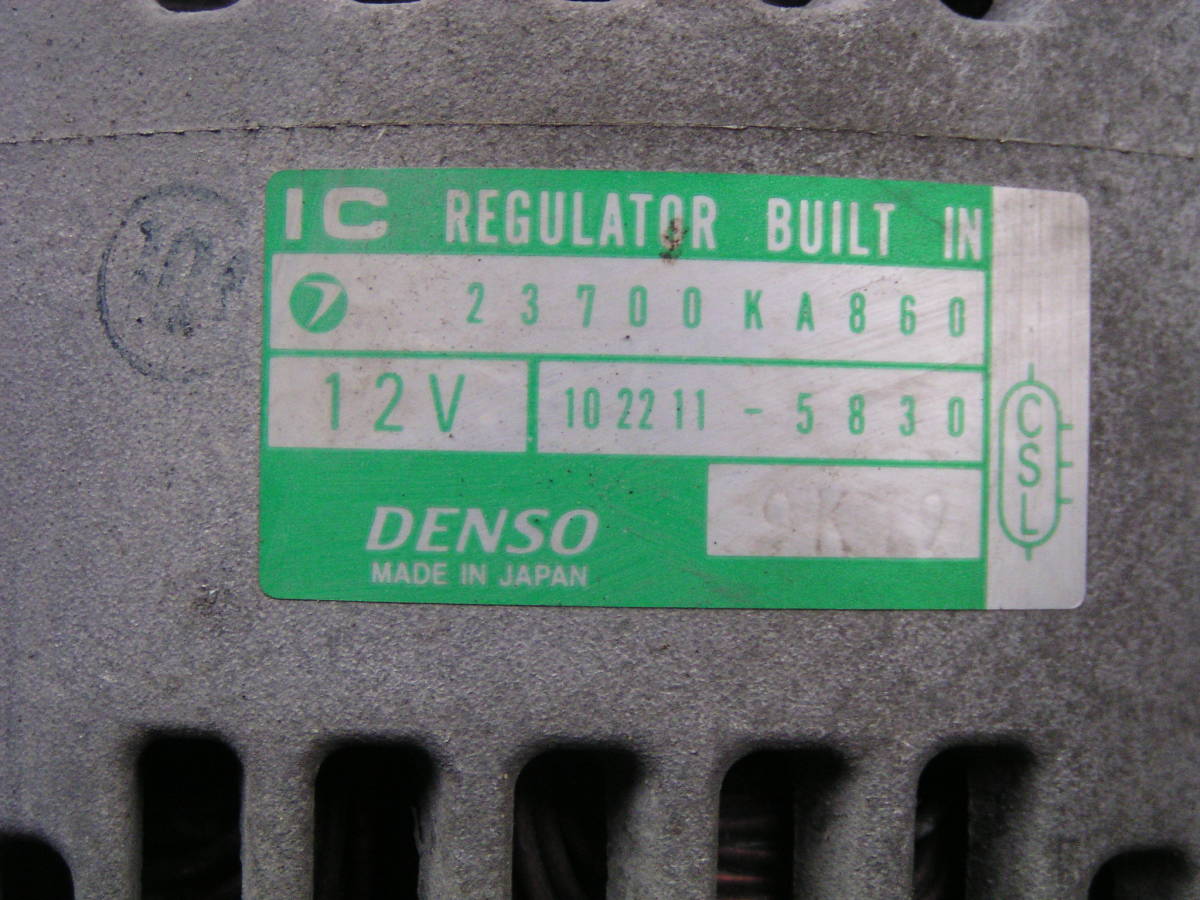 IC REGULATOR BUILT IN
23700KA860
12V
102211-5830
DENSO
MADE IN JAPAN
CSL